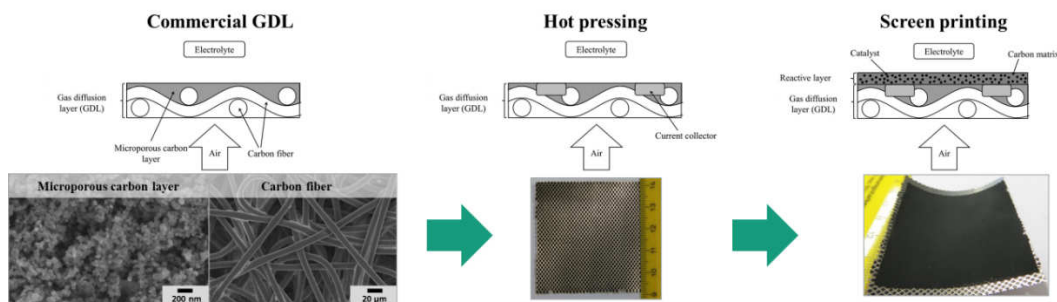 Commercial GDL
Hot pressing
Screen printing
Electrolyte
Gas diffusion
layer (GDL)
Microporous carbon
layer
Carbon fiber
Air
Microporous carbon layer
Carbon fiber
200 nm
20 µm
Electrolyte
Gas diffusion
layer (GDL)
Current collector
Air
Catalyst
Electrolyte
Carbon matrix
Reactive layer
Gas diffusion
layer (GDL)
Air